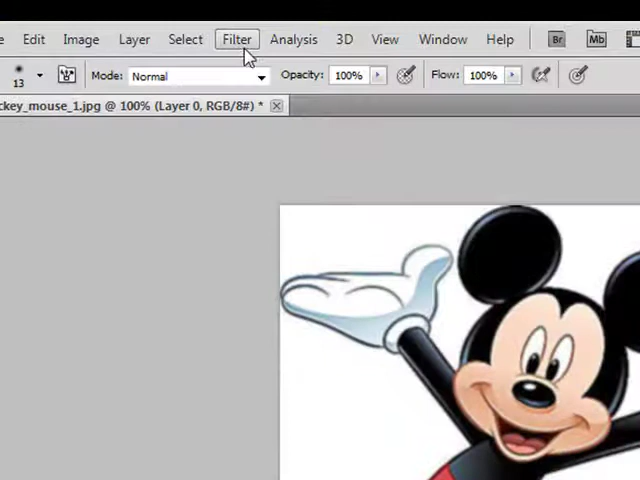 Edit Image Layer Select Filter Analysis 3D View Window Help Br Mb
13 Mode: Normal Opacity: 100% Flow: 100%
ckey_mouse_1.jpg @ 100% (Layer 0, RGB/8#) *